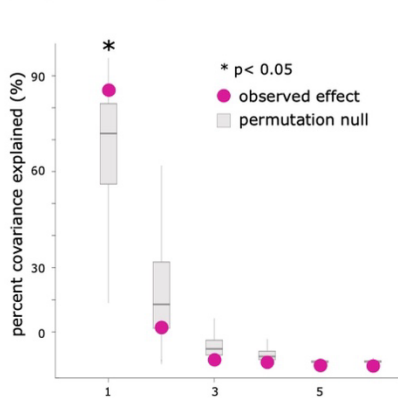 *
* p< 0.05
observed effect
permutation null
percent covariance explained (%)
90
60
30
0
1
3
5